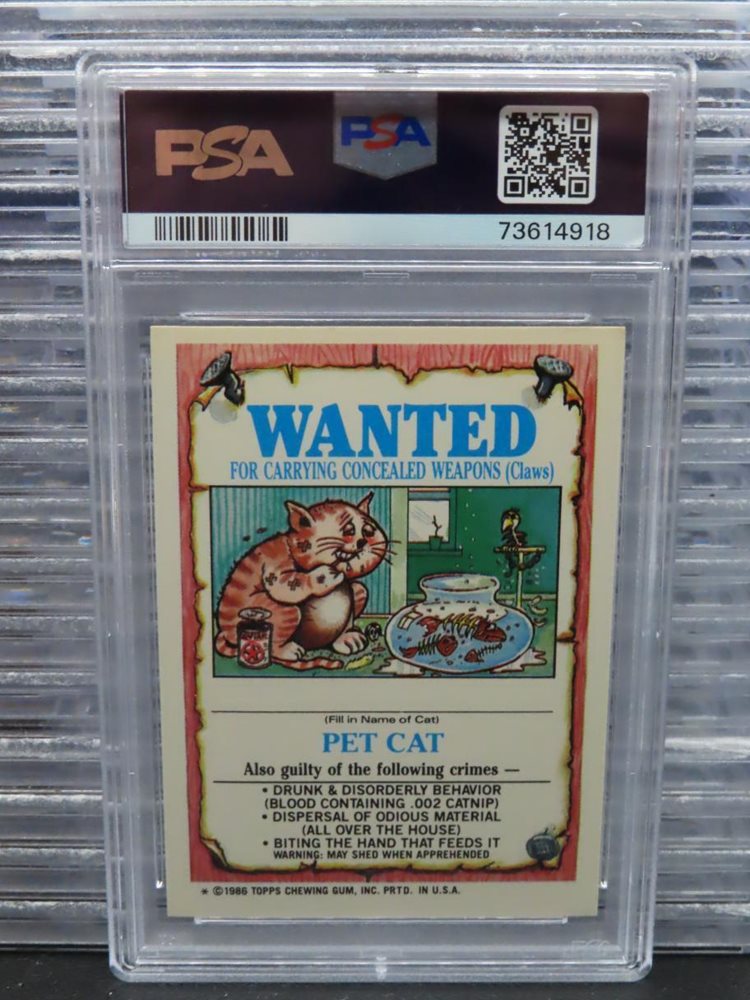 PSA
PSA
73614918
WANTED
FOR CARRYING CONCEALED WEAPONS (Claws)
(Fill in Name of Cat)
PET CAT
Also guilty of the following crimes —
• DRUNK & DISORDERLY BEHAVIOR
(BLOOD CONTAINING .002 CATNIP)
• DISPERSAL OF ODIOUS MATERIAL
(ALL OVER THE HOUSE)
• BITING THE HAND THAT FEEDS IT
WARNING: MAY SHED WHEN APPREHENDED
* ©1986 TOPPS CHEWING GUM, INC. PRTD. IN U.S.A.